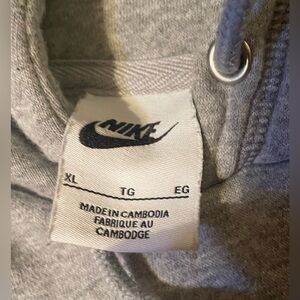 NIKE
XL TG EG
MADE IN CAMBODIA
FABRIQUE AU
CAMBODGE